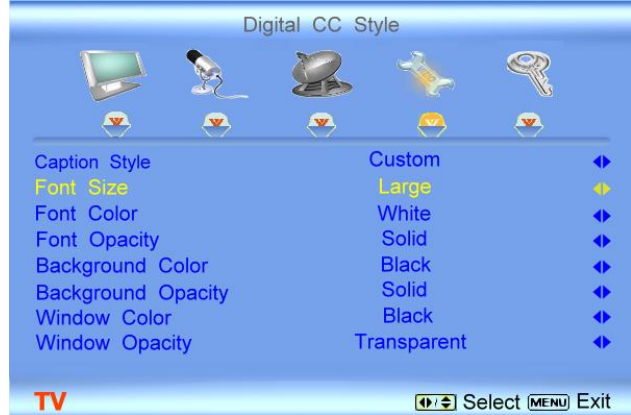 Digital CC Style
Caption Style Custom
Font Size Large
Font Color White
Font Opacity Solid
Background Color Black
Background Opacity Solid
Window Color Black
Window Opacity Transparent
TV Select MENU Exit